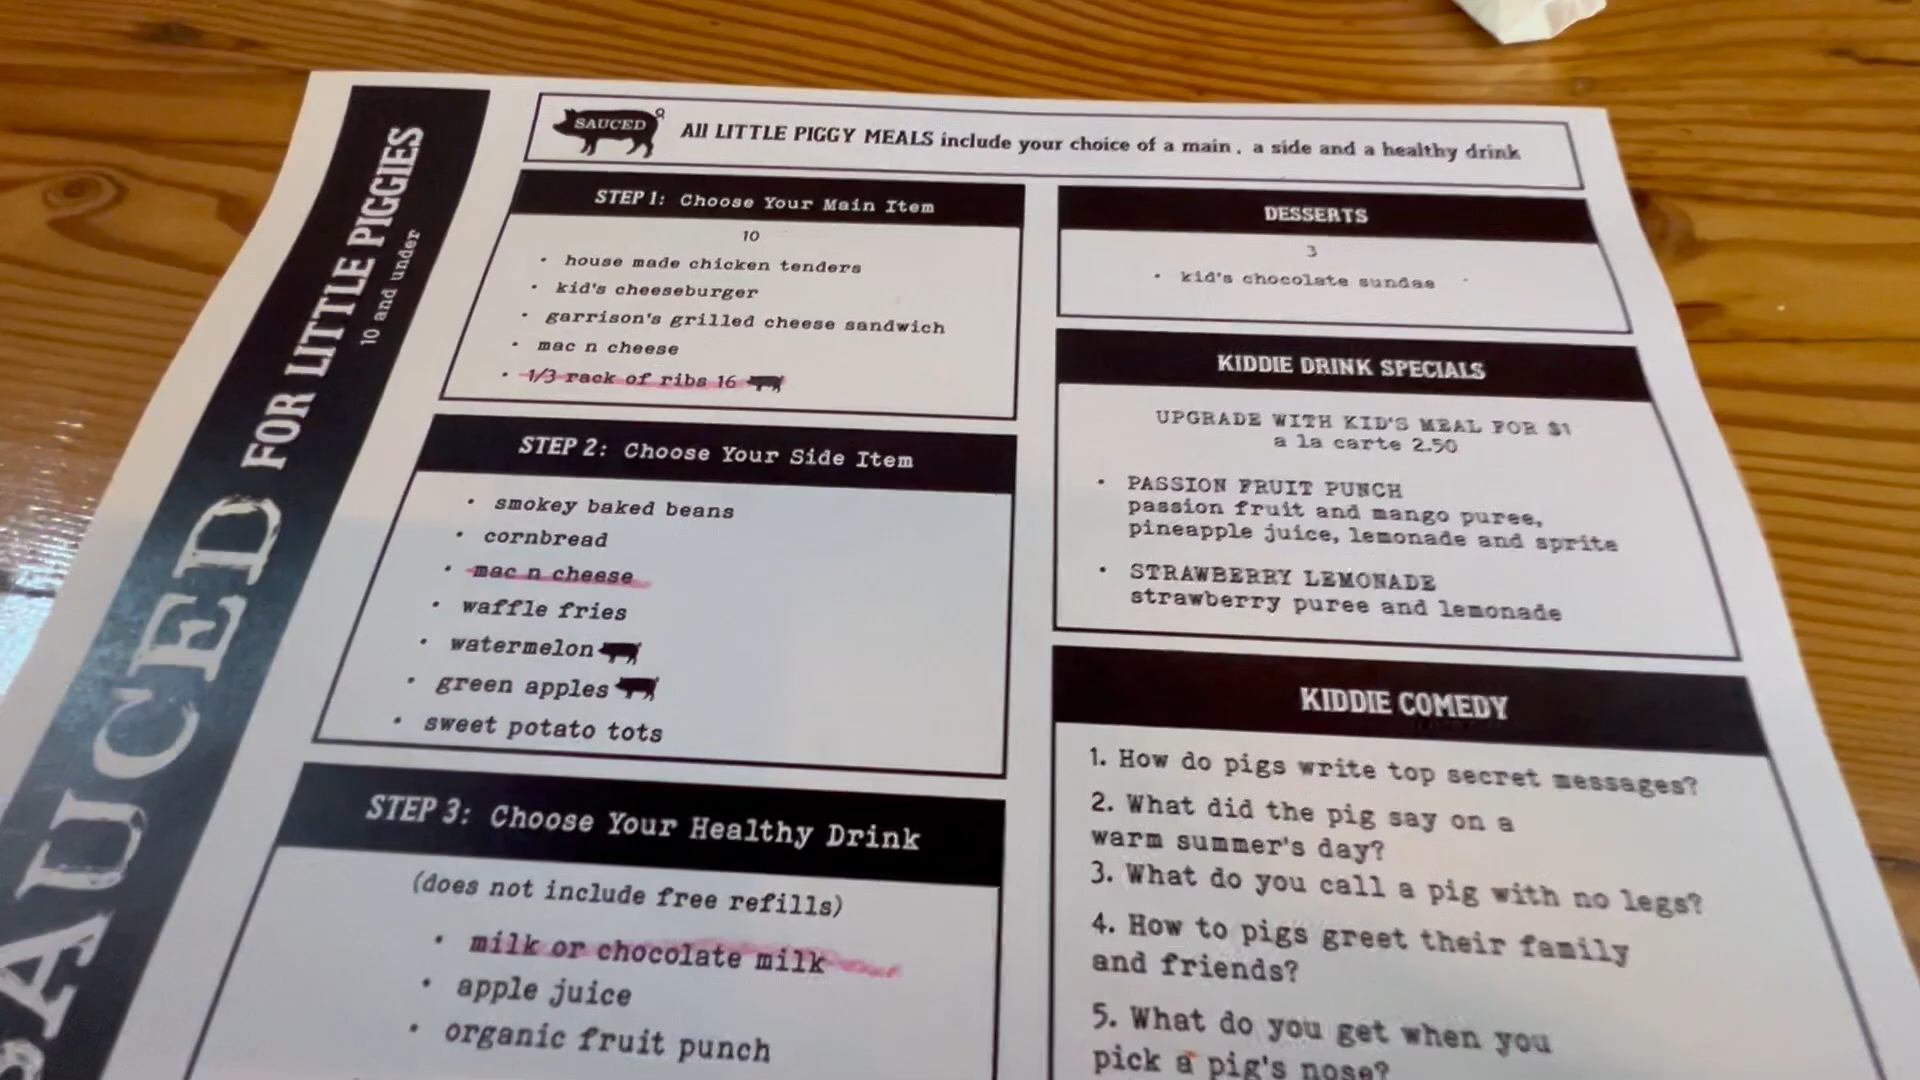 SAUCED FOR LITTLE PIGGIES
10 and under
SAUCED
All LITTLE PIGGY MEALS include your choice of a main, a side and a healthy drink
STEP 1: Choose Your Main Item
10
• house made chicken tenders
• kid's cheeseburger
• garrison's grilled cheese sandwich
• mac n cheese
• 1/3 rack of ribs 16
STEP 2: Choose Your Side Item
• smokey baked beans
• cornbread
• mac n cheese
• waffle fries
• watermelon
• green apples
• sweet potato tots
STEP 3: Choose Your Healthy Drink
(does not include free refills)
• milk or chocolate milk
• apple juice
• organic fruit punch
DESSERTS
3
• kid's chocolate sundae
KIDDIE DRINK SPECIALS
UPGRADE WITH KID'S MEAL FOR $1
a la carte 2.50
• PASSION FRUIT PUNCH
passion fruit and mango puree,
pineapple juice, lemonade and sprite
• STRAWBERRY LEMONADE
strawberry puree and lemonade
KIDDIE COMEDY
1. How do pigs write top secret messages?
2. What did the pig say on a
warm summer's day?
3. What do you call a pig with no legs?
4. How to pigs greet their family
and friends?
5. What do you get when you
pick a pig's nose?